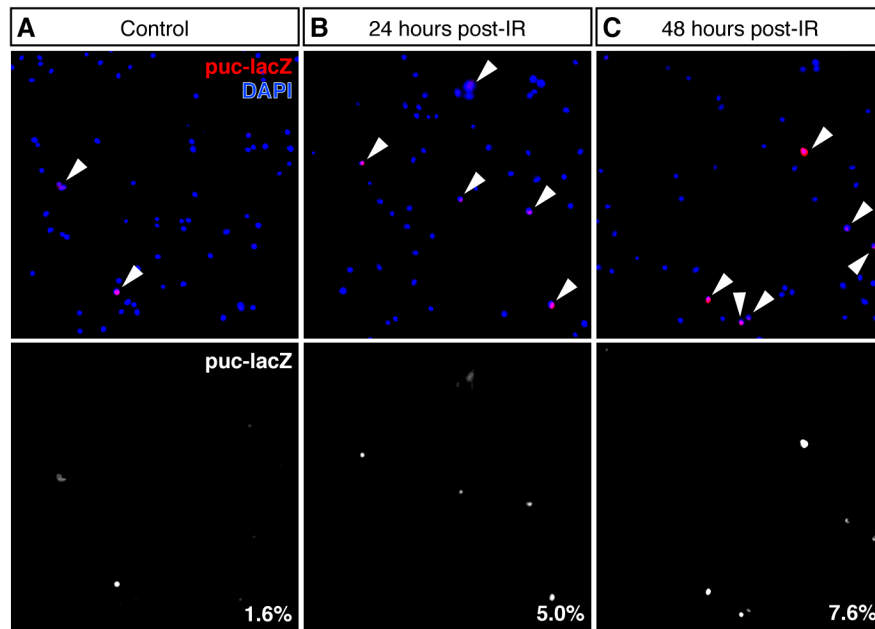 A Control
B 24 hours post-IR
C 48 hours post-IR
puc-lacZ
DAPI
puc-lacZ
1.6%
5.0%
7.6%